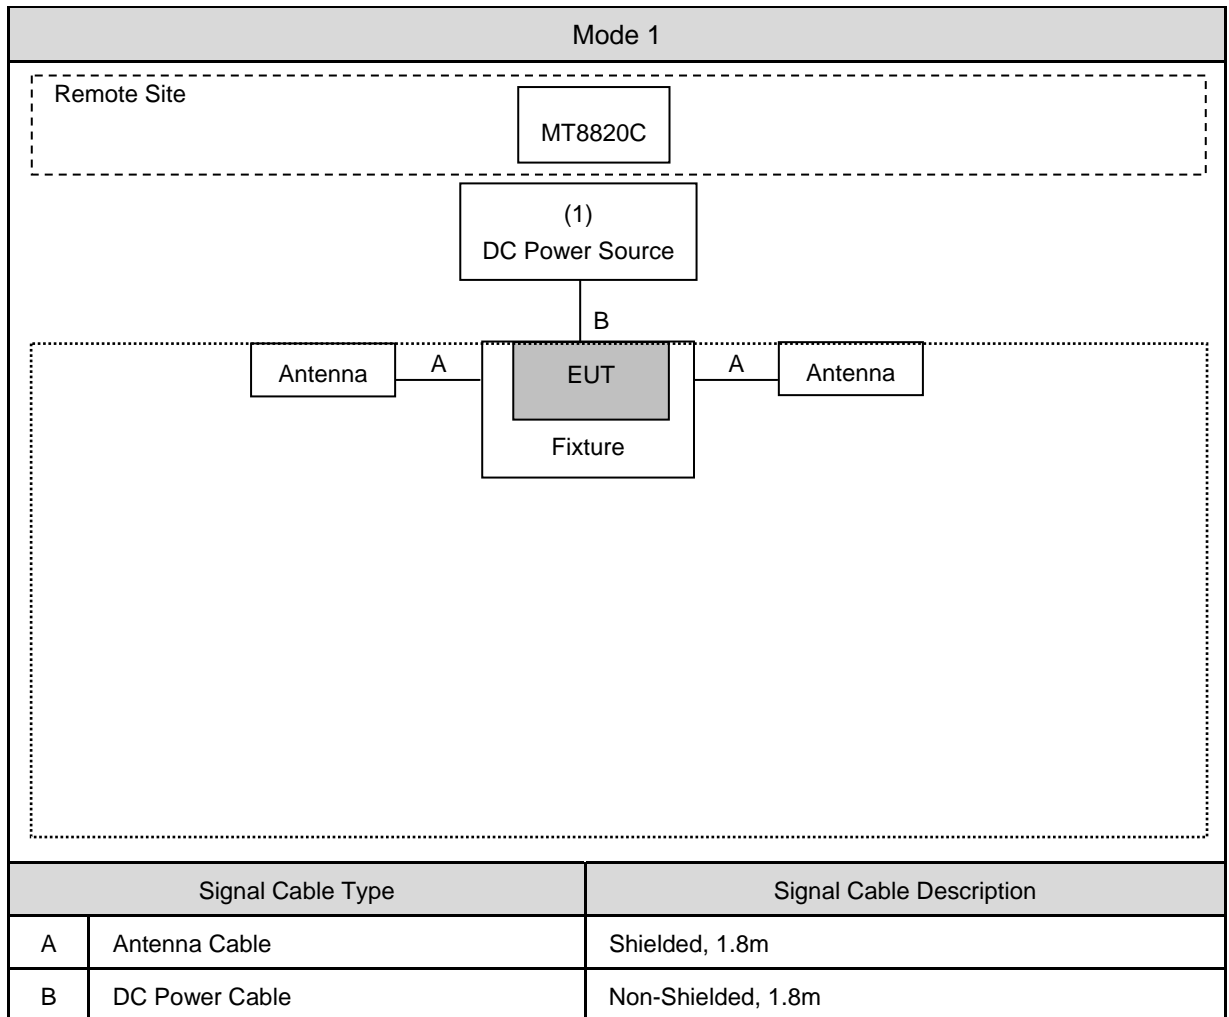 Mode 1
Remote Site
MT8820C
(1)
DC Power Source
B
Antenna
A
EUT
A
Antenna
Fixture
Signal Cable Type
Signal Cable Description
A
Antenna Cable
Shielded, 1.8m
B
DC Power Cable
Non-Shielded, 1.8m